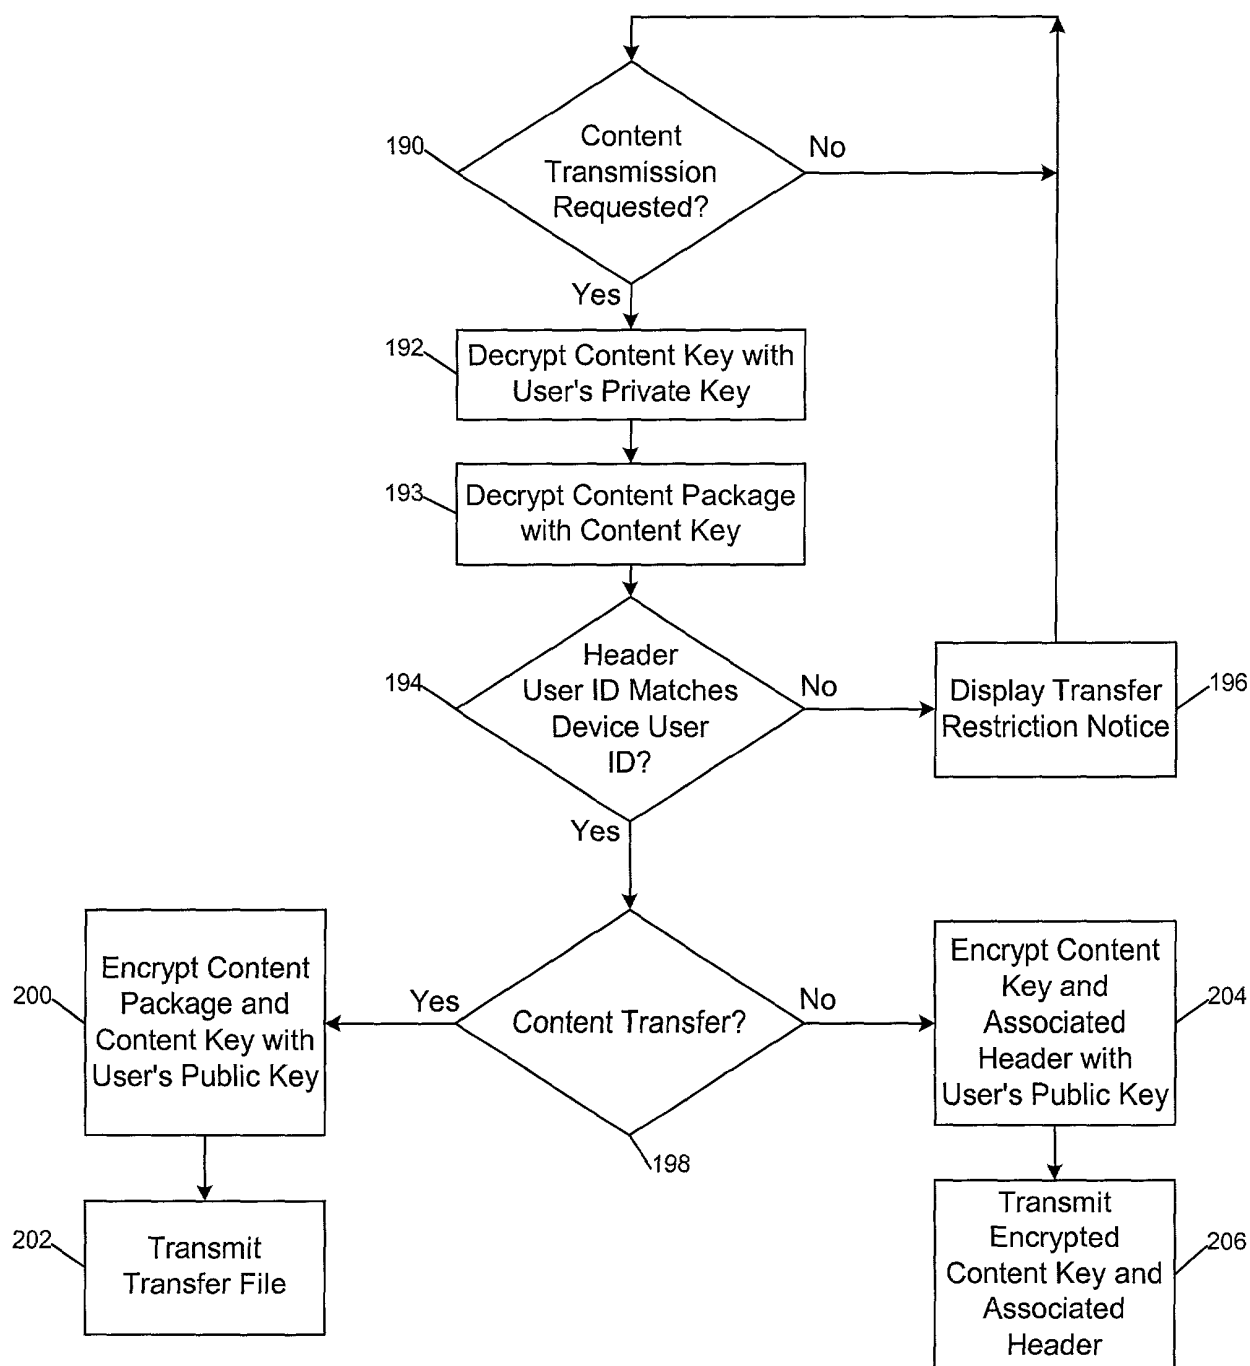 190
Content
Transmission
Requested?
No
Yes
192
Decrypt Content Key with
User's Private Key
193
Decrypt Content Package
with Content Key
194
Header
User ID Matches
Device User
ID?
No
Display Transfer
Restriction Notice
196
Yes
200
Encrypt Content
Package and
Content Key with
User's Public Key
Yes
Content Transfer?
198
No
Encrypt Content
Key and
Associated
Header with
User's Public Key
204
202
Transmit
Transfer File
Transmit
Encrypted
Content Key and
Associated
Header
206